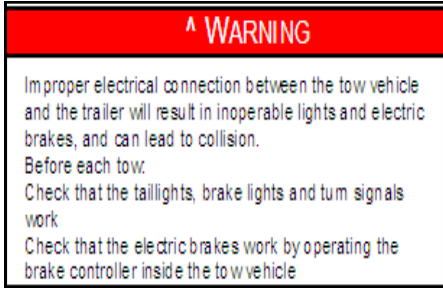 ^ WARNING
Improper electrical connection between the tow vehicle
and the trailer will result in inoperable lights and electric
brakes, and can lead to collision.
Before each tow:
Check that the taillights, brake lights and turn signals
work
Check that the electric brakes work by operating the
brake controller inside the tow vehicle